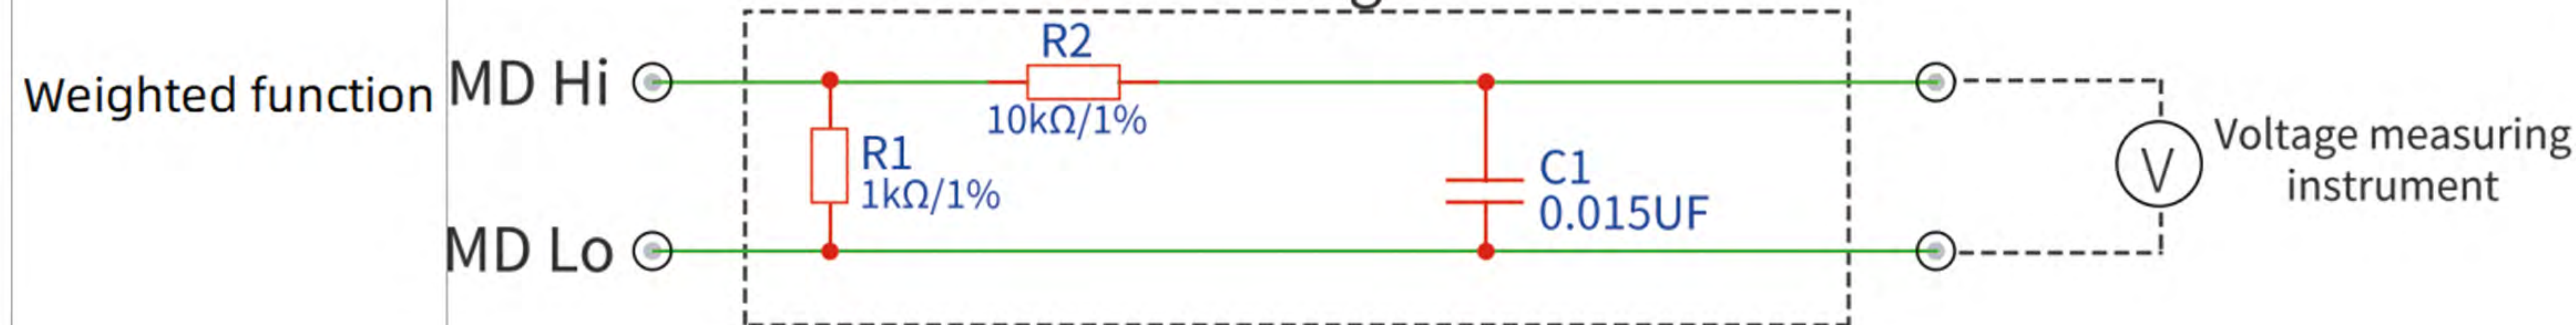 Weighted function
MD Hi
R2
10kΩ/1%
R1
1kΩ/1%
C1
0.015UF
MD Lo
V
Voltage measuring
instrument